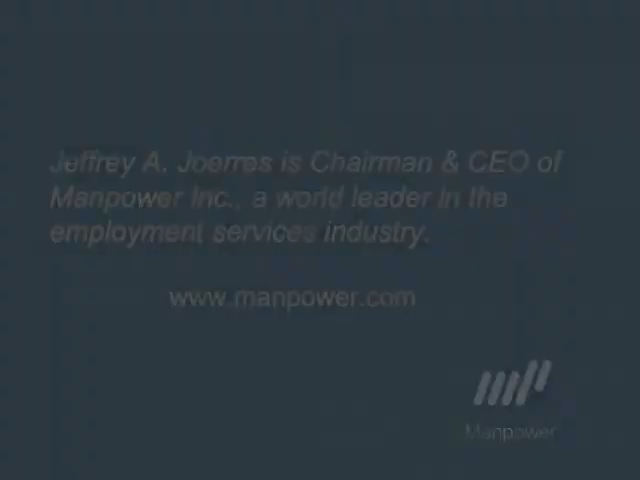 Jeffrey A. Joerres is Chairman & CEO of
Manpower Inc., a world leader in the
employment services industry.
www.manpower.com
Manpower